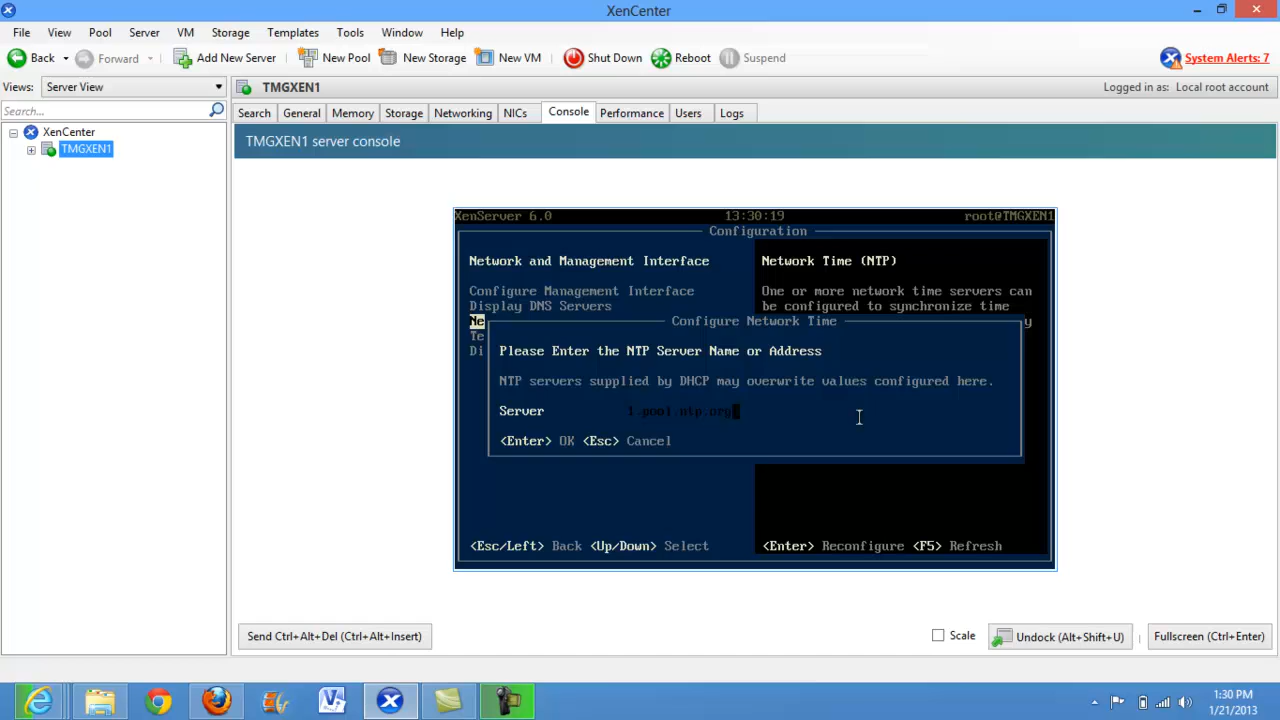 XenCenter
File View Pool Server VM Storage Templates Tools Window Help
Back Forward Add New Server New Pool New Storage New VM Shut Down Reboot Suspend System Alerts: 7
Views: Server View TMGXEN1 Logged in as: Local root account
Search... Search General Memory Storage Networking NICs Console Performance Users Logs
XenCenter
TMGXEN1
TMGXEN1 server console
XenServer 6.0 13:30:19 root@TMGXEN1
Configuration
Network and Management Interface Network Time (NTP)
Configure Management Interface One or more network time servers can
Display DNS Servers be configured to synchronize time
Ne Configure Network Time y
Te
Please Enter the NTP Server Name or Address
Di
NTP servers supplied by DHCP may overwrite values configured here.
Server 1.pool.ntp.org
<Enter> OK <Esc> Cancel
<Esc/Left> Back <Up/Down> Select <Enter> Reconfigure <F5> Refresh
Send Ctrl+Alt+Del (Ctrl+Alt+Insert) Scale Undock (Alt+Shift+U) Fullscreen (Ctrl+Enter)
1:30 PM
1/21/2013